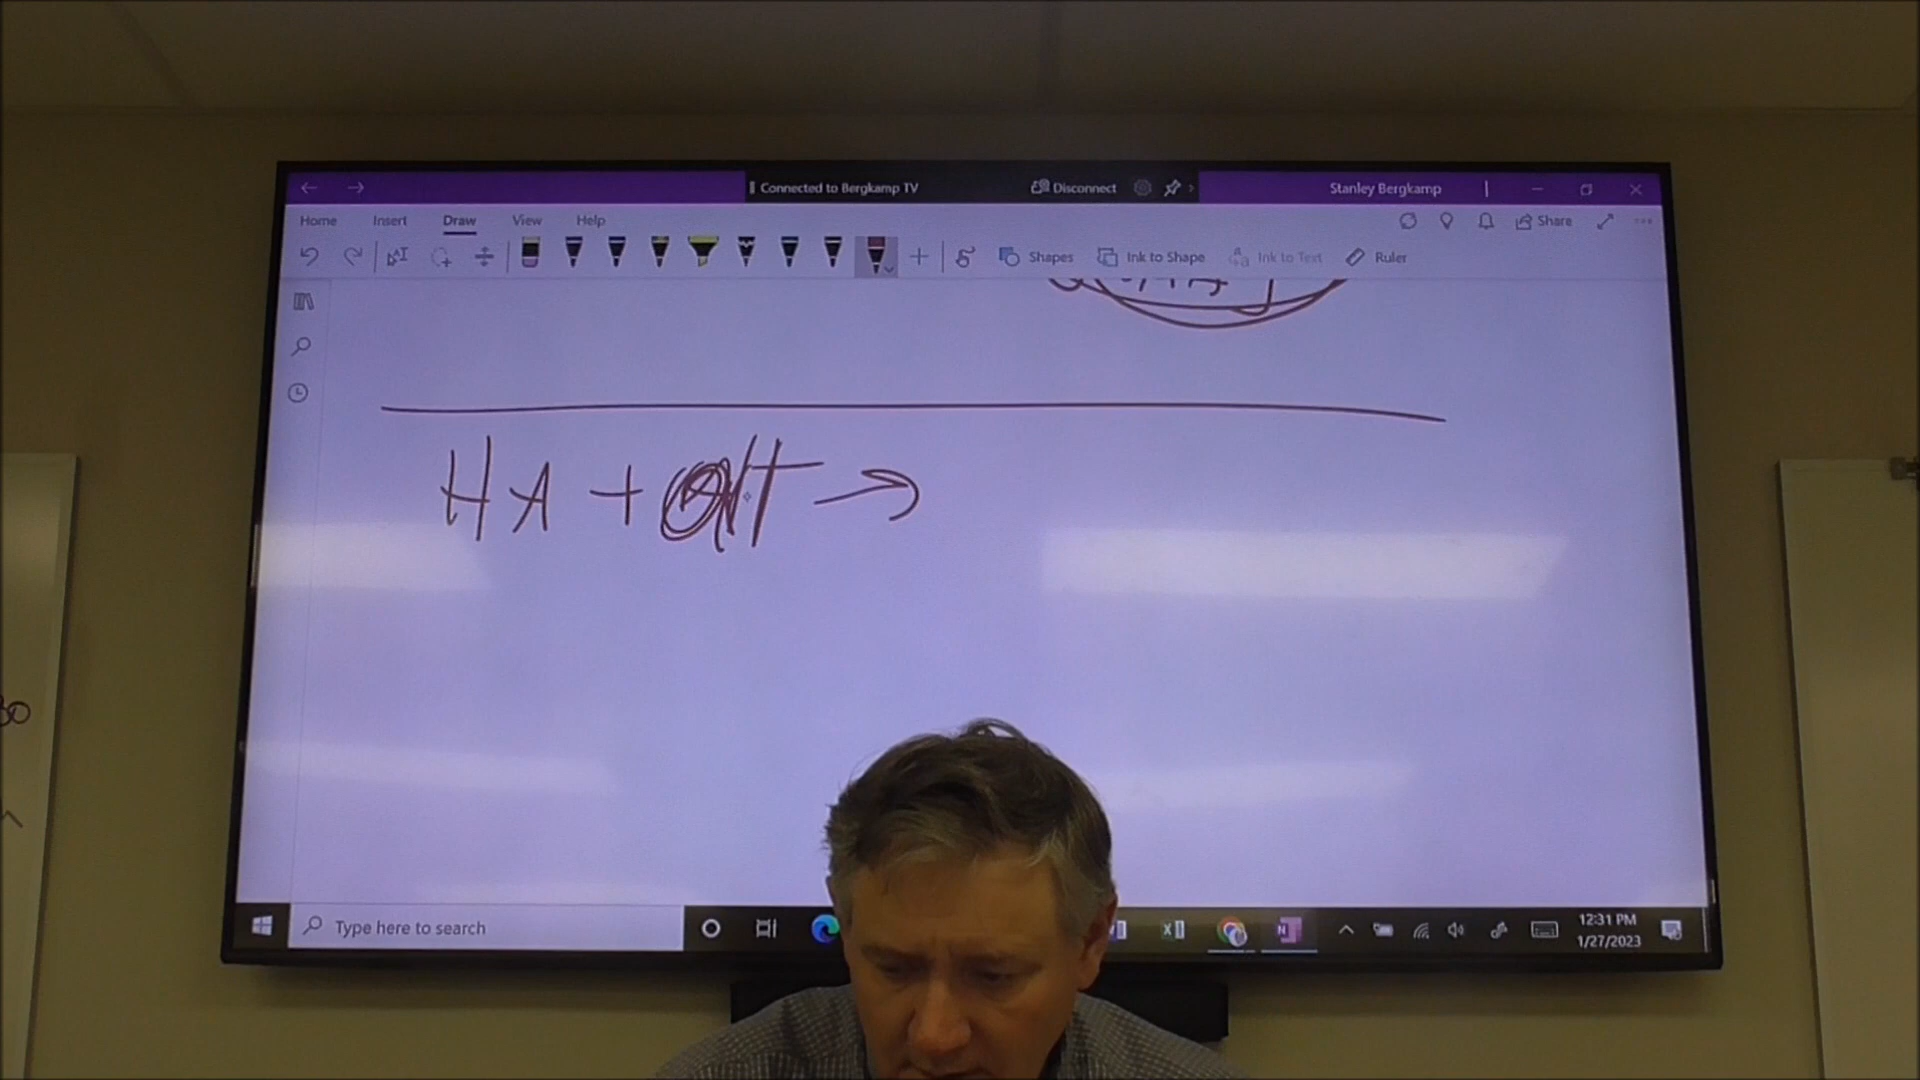 Connected to Bergkamp TV Disconnect Stanley Bergkamp
Home Insert Draw View Help Share
Shapes Ink to Shape Ink to Text Ruler
HA + OH →
30
Type here to search
12:31 PM
1/27/2023